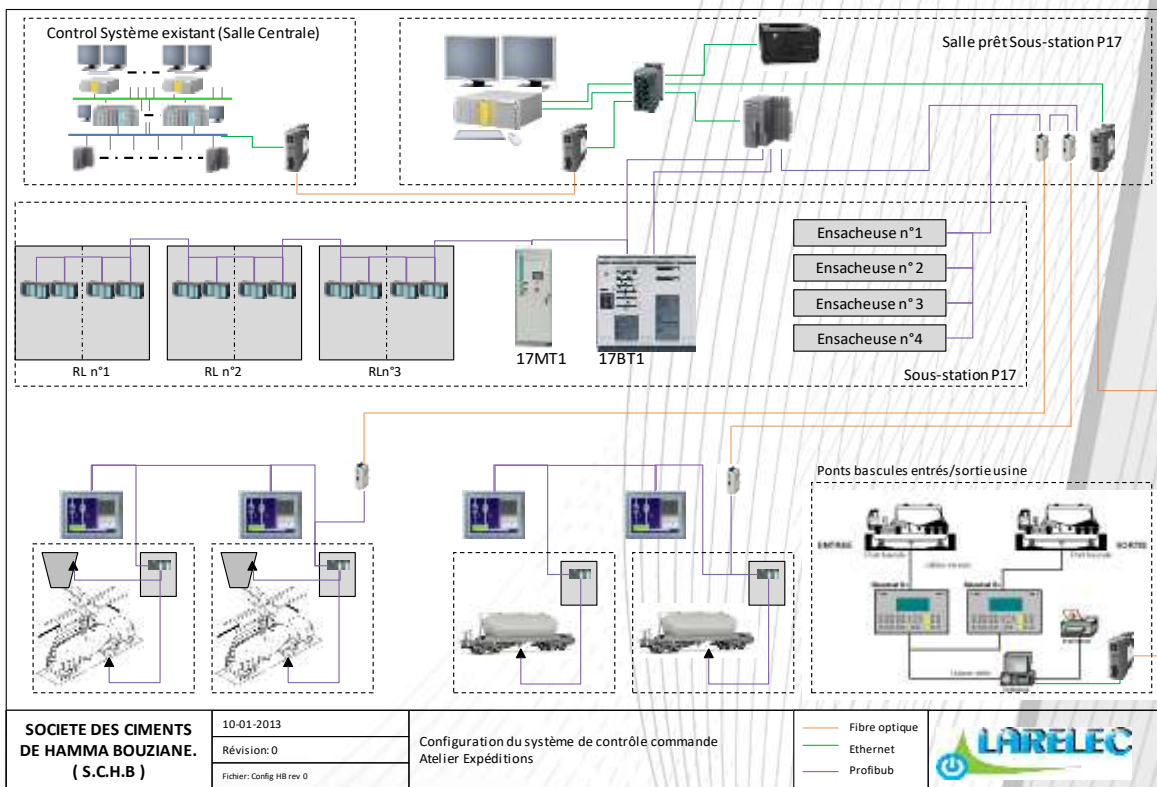 Control Système existant (Salle Centrale)
Salle prêt Sous-station P17
Ensacheuse n°1
Ensacheuse n°2
Ensacheuse n°3
Ensacheuse n°4
17MT1
17BT1
RL n°1
RL n°2
RLn°3
Sous-station P17
Ponts bascules entrés/sortie usine
ENTREE
SORTIE
SOCIETE DES CIMENTS
DE HAMMA BOUZIANE.
( S.C.H.B )
10-01-2013
Révision: 0
Fichier: Config HB rev 0
Configuration du système de contrôle commande
Atelier Expéditions
Fibre optique
Ethernet
Profibub
LARELEC